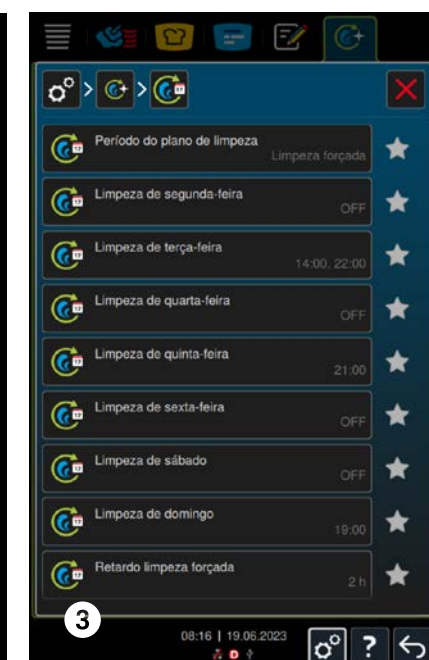 Período do plano de limpeza
Limpeza forçada
Limpeza de segunda-feira
OFF
Limpeza de terça-feira
14:00, 22:00
Limpeza de quarta-feira
OFF
Limpeza de quinta-feira
21:00
Limpeza de sexta-feira
OFF
Limpeza de sábado
OFF
Limpeza de domingo
19:00
Retardo limpeza forçada
2 h
3
08:16 | 19.06.2023
?